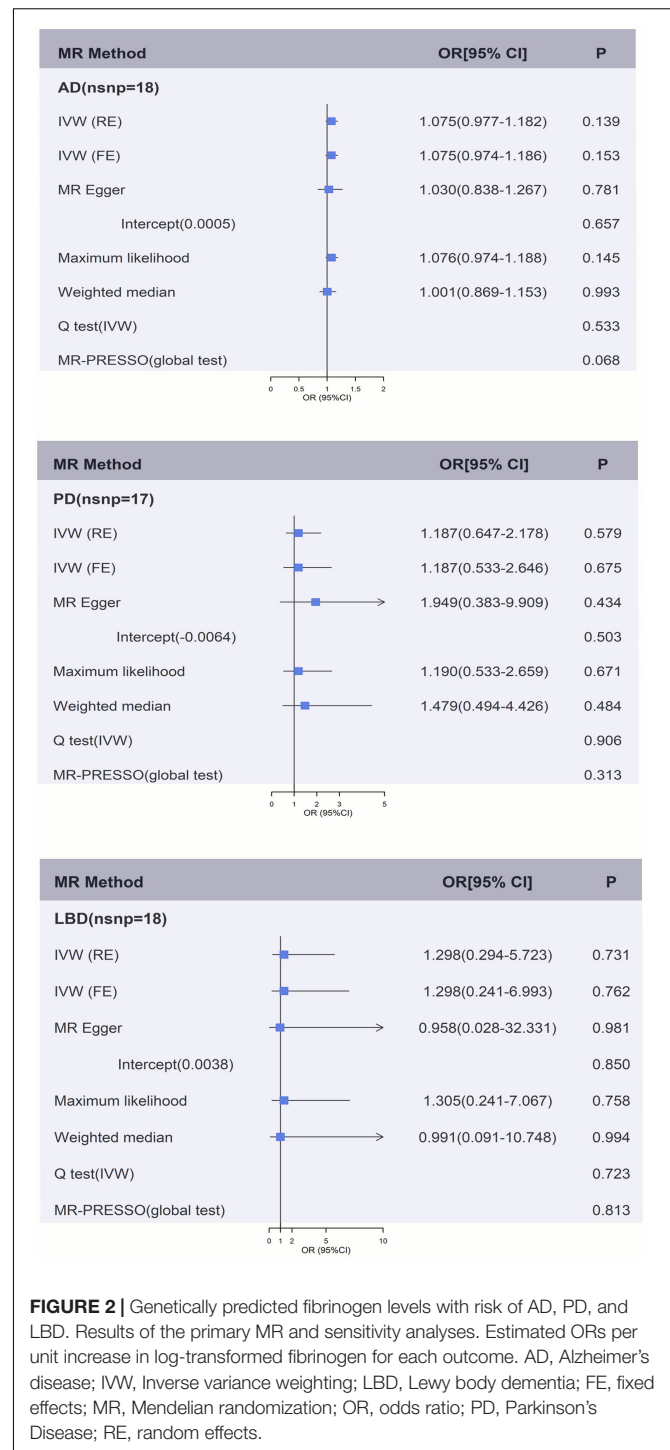 MR Method OR[95% CI] P
AD(nsnp=18)
IVW (RE) 1.075(0.977-1.182) 0.139
IVW (FE) 1.075(0.974-1.186) 0.153
MR Egger 1.030(0.838-1.267) 0.781
Intercept(0.0005) 0.657
Maximum likelihood 1.076(0.974-1.188) 0.145
Weighted median 1.001(0.869-1.153) 0.993
Q test(IVW) 0.533
MR-PRESSO(global test) 0.068
0 0.5 1 1.5 2
OR (95%CI)
MR Method OR[95% CI] P
PD(nsnp=17)
IVW (RE) 1.187(0.647-2.178) 0.579
IVW (FE) 1.187(0.533-2.646) 0.675
MR Egger 1.949(0.383-9.909) 0.434
Intercept(-0.0064) 0.503
Maximum likelihood 1.190(0.533-2.659) 0.671
Weighted median 1.479(0.494-4.426) 0.484
Q test(IVW) 0.906
MR-PRESSO(global test) 0.313
0 1 2 3 5
OR (95%CI)
MR Method OR[95% CI] P
LBD(nsnp=18)
IVW (RE) 1.298(0.294-5.723) 0.731
IVW (FE) 1.298(0.241-6.993) 0.762
MR Egger 0.958(0.028-32.331) 0.981
Intercept(0.0038) 0.850
Maximum likelihood 1.305(0.241-7.067) 0.758
Weighted median 0.991(0.091-10.748) 0.994
Q test(IVW) 0.723
MR-PRESSO(global test) 0.813
0 1 2 5 10
OR (95%CI)
FIGURE 2 | Genetically predicted fibrinogen levels with risk of AD, PD, and
LBD. Results of the primary MR and sensitivity analyses. Estimated ORs per
unit increase in log-transformed fibrinogen for each outcome. AD, Alzheimer's
disease; IVW, Inverse variance weighting; LBD, Lewy body dementia; FE, fixed
effects; MR, Mendelian randomization; OR, odds ratio; PD, Parkinson's
Disease; RE, random effects.